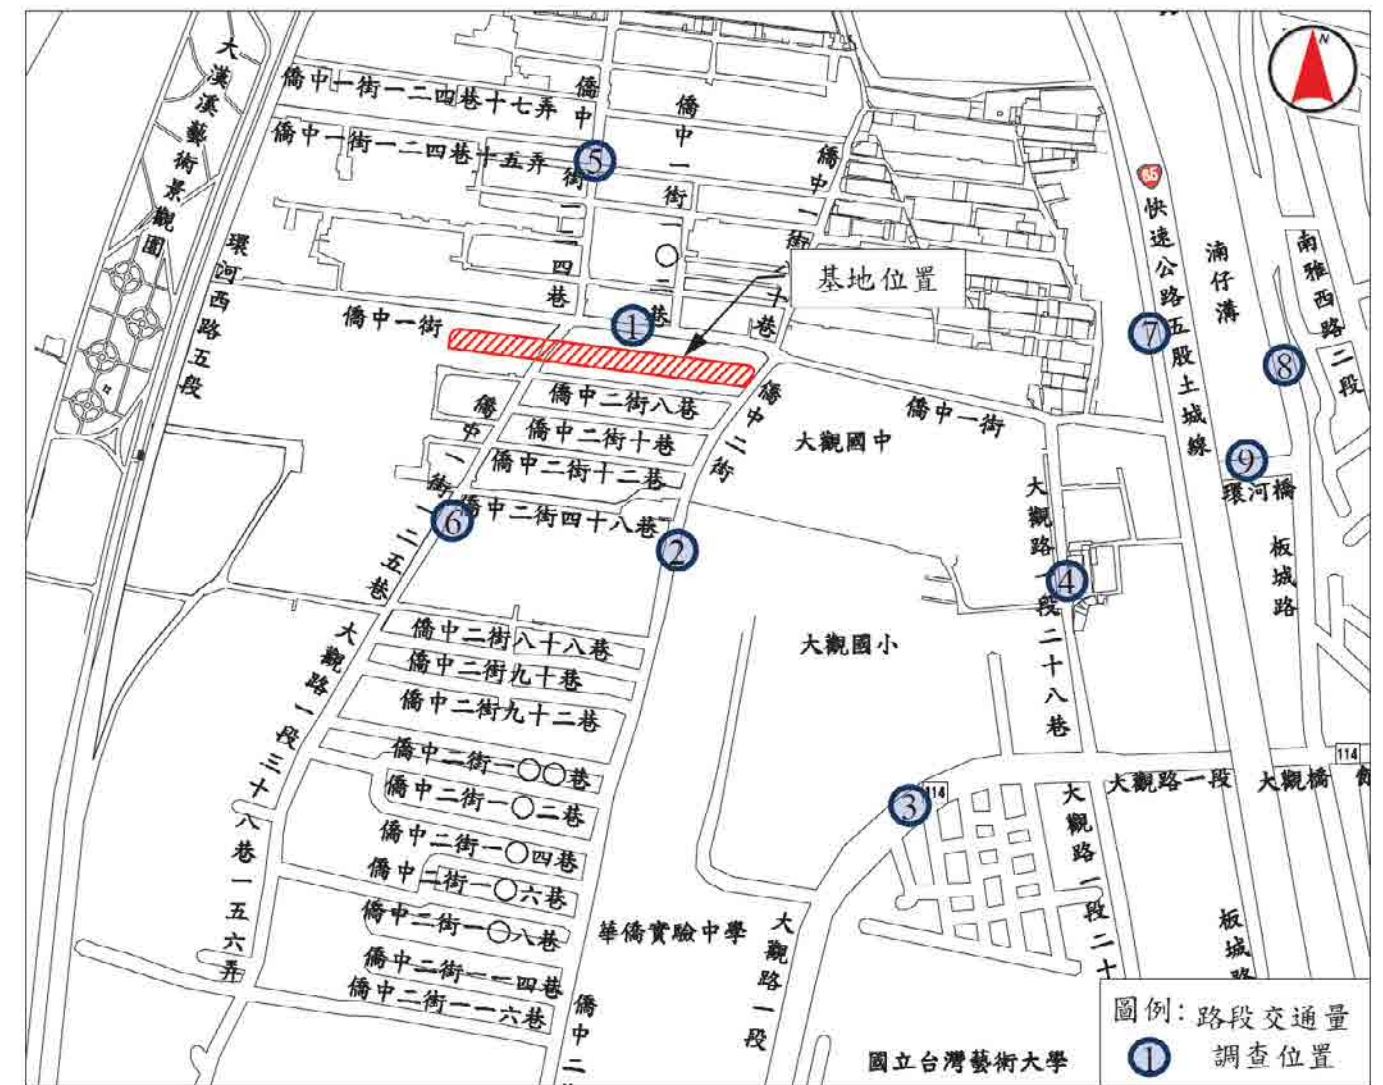 N
大漢溪藝術景觀園
環河西路五段
僑中一街一二四巷十七弄
僑中一街一二四巷十五弄
僑中一街一二四巷
僑中一街一〇二巷
僑中一街十巷
5
65
快速公路五股土城線
湳仔溝
南雅西路二段
基地位置
1
7
8
僑中一街
僑中二街八巷
僑中二街十巷
僑中二街十二巷
僑中二街四十八巷
僑中二街
大觀國中
僑中一街
9
環河橋
板城路
僑中一街一二五巷
6
2
大觀路一段二十八巷
4
大觀國小
僑中二街八十八巷
僑中二街九十巷
僑中二街九十二巷
僑中二街一〇〇巷
僑中二街一〇二巷
僑中二街一〇四巷
僑中二街一〇六巷
僑中二街一〇八巷
僑中二街一一四巷
僑中二街一一六巷
大觀路一段三十八巷一五六弄
3
114
大觀路一段
大觀橋
114
大觀路一段二十
華僑實驗中學
大觀路一段
僑中二
板城路
國立台灣藝術大學
圖例：路段交通量
1
調查位置